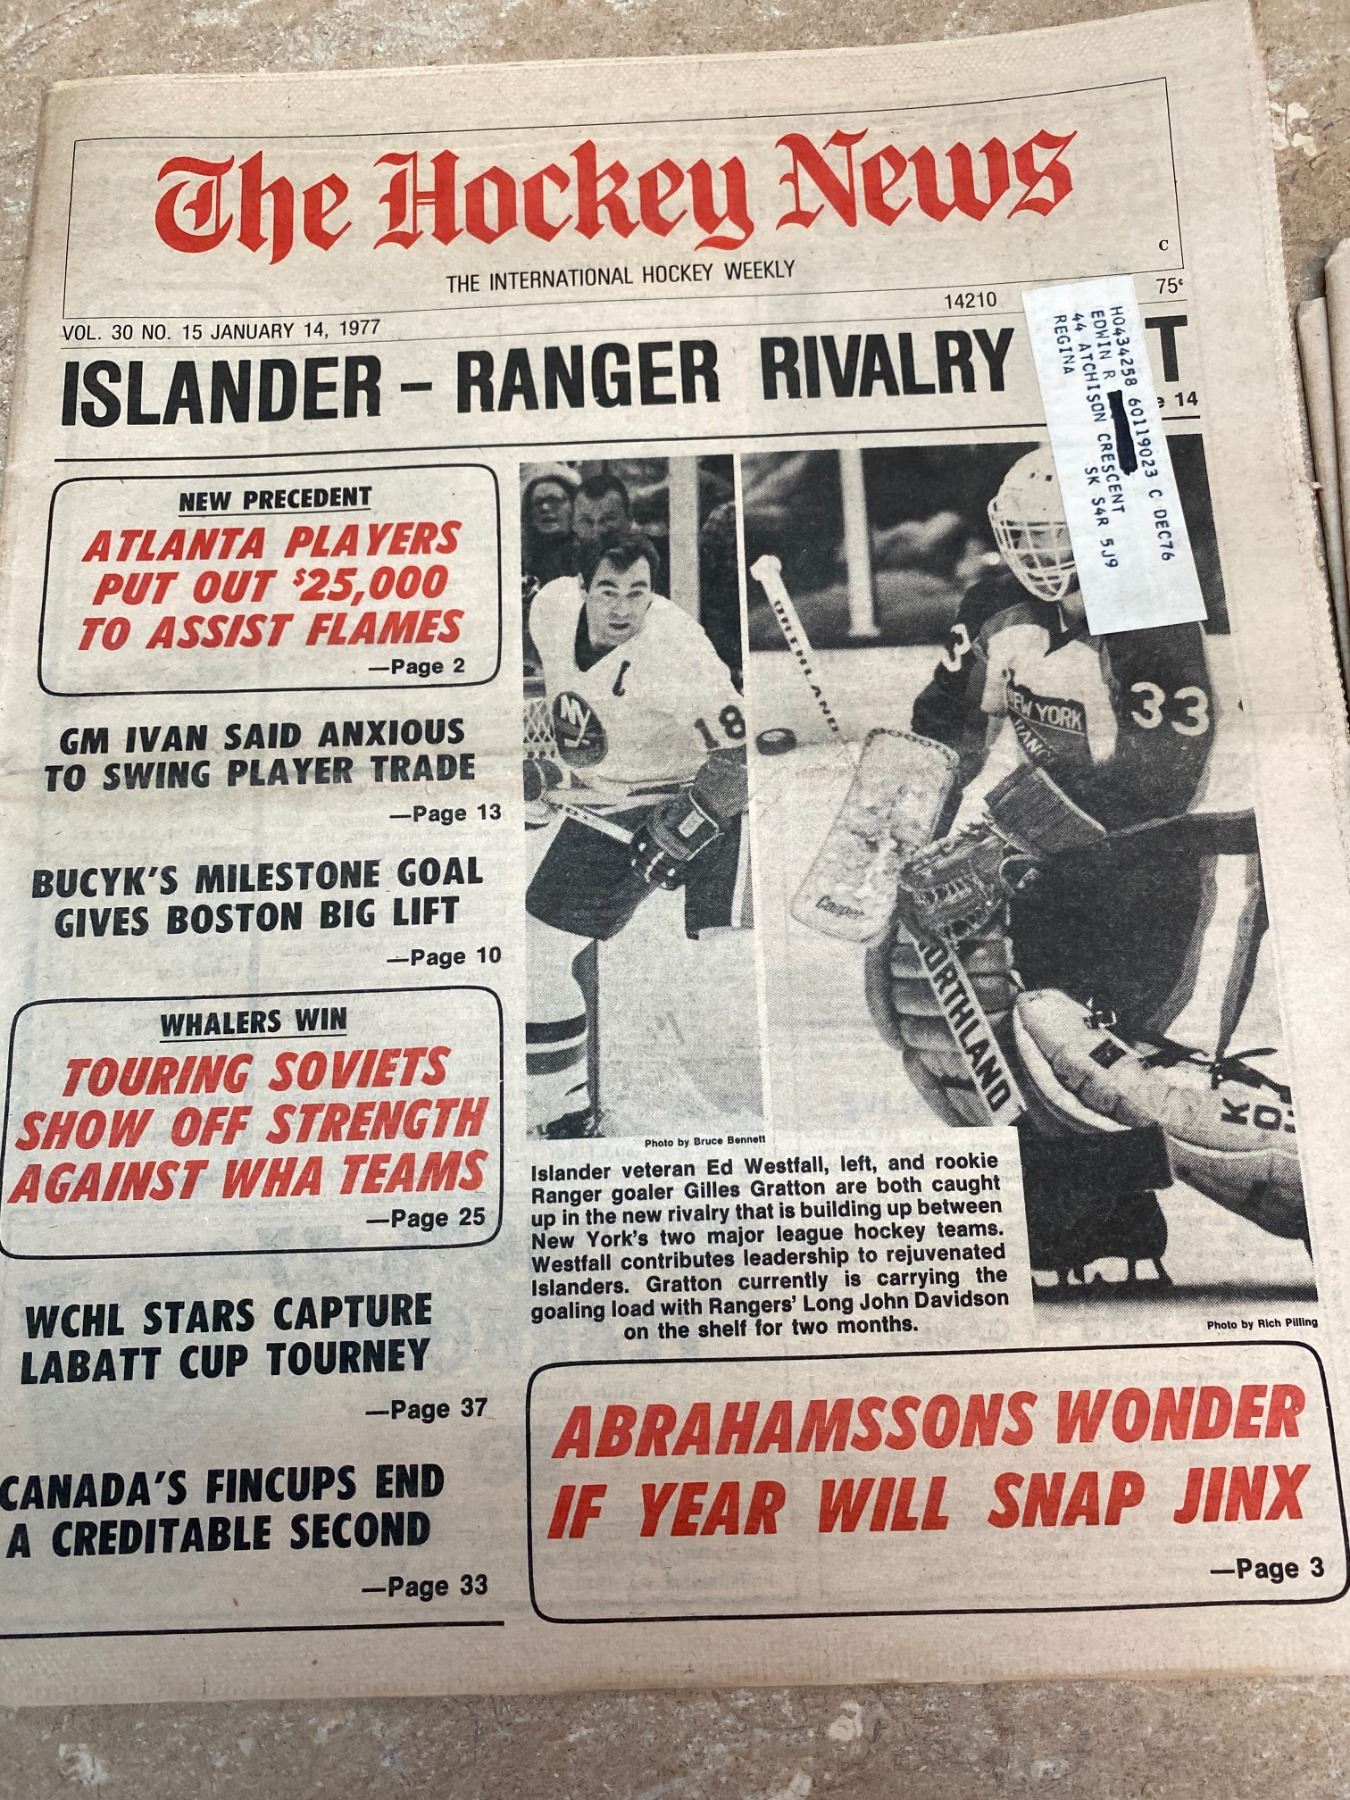 The Hockey News
C
THE INTERNATIONAL HOCKEY WEEKLY
VOL. 30 NO. 15 JANUARY 14, 1977
14210
75¢
ISLANDER – RANGER RIVALRY
14
H0434258 60119023 C DEC76
EDWIN R
44 ATCHISON CRESCENT
REGINA SK S4R 5J9
NEW PRECEDENT
ATLANTA PLAYERS
PUT OUT $25,000
TO ASSIST FLAMES
—Page 2
GM IVAN SAID ANXIOUS
TO SWING PLAYER TRADE
—Page 13
BUCYK'S MILESTONE GOAL
GIVES BOSTON BIG LIFT
—Page 10
WHALERS WIN
TOURING SOVIETS
SHOW OFF STRENGTH
AGAINST WHA TEAMS
—Page 25
WCHL STARS CAPTURE
LABATT CUP TOURNEY
—Page 37
CANADA'S FINCUPS END
A CREDITABLE SECOND
—Page 33
NY
18
3
NEW YORK
33
Cooper
NORTHLAND
Photo by Bruce Bennett
Islander veteran Ed Westfall, left, and rookie
Ranger goaler Gilles Gratton are both caught
up in the new rivalry that is building up between
New York's two major league hockey teams.
Westfall contributes leadership to rejuvenated
Islanders. Gratton currently is carrying the
goaling load with Rangers' Long John Davidson
on the shelf for two months.
Photo by Rich Pilling
ABRAHAMSSONS WONDER
IF YEAR WILL SNAP JINX
—Page 3